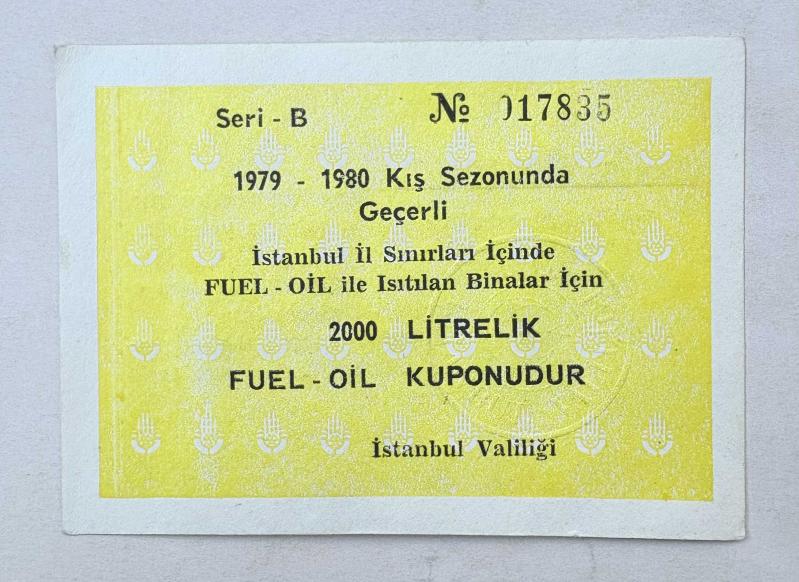 Seri - B № 017835
1979 - 1980 Kış Sezonunda
Geçerli
İstanbul İl Sınırları İçinde
FUEL - OİL ile Isıtılan Binalar İçin
2000 LİTRELİK
FUEL - OİL KUPONUDUR
İstanbul Valiliği